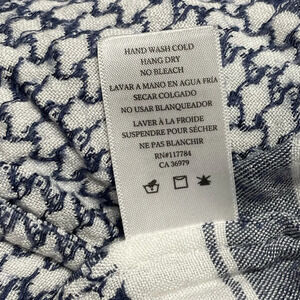 HAND WASH COLD
HANG DRY
NO BLEACH
LAVAR A MANO EN AGUA FRÍA
SECAR COLGADO
NO USAR BLANQUEADOR
LAVER À LA FROIDE
SUSPENDRE POUR SÉCHER
NE PAS BLANCHIR
RN#117784
CA 36979